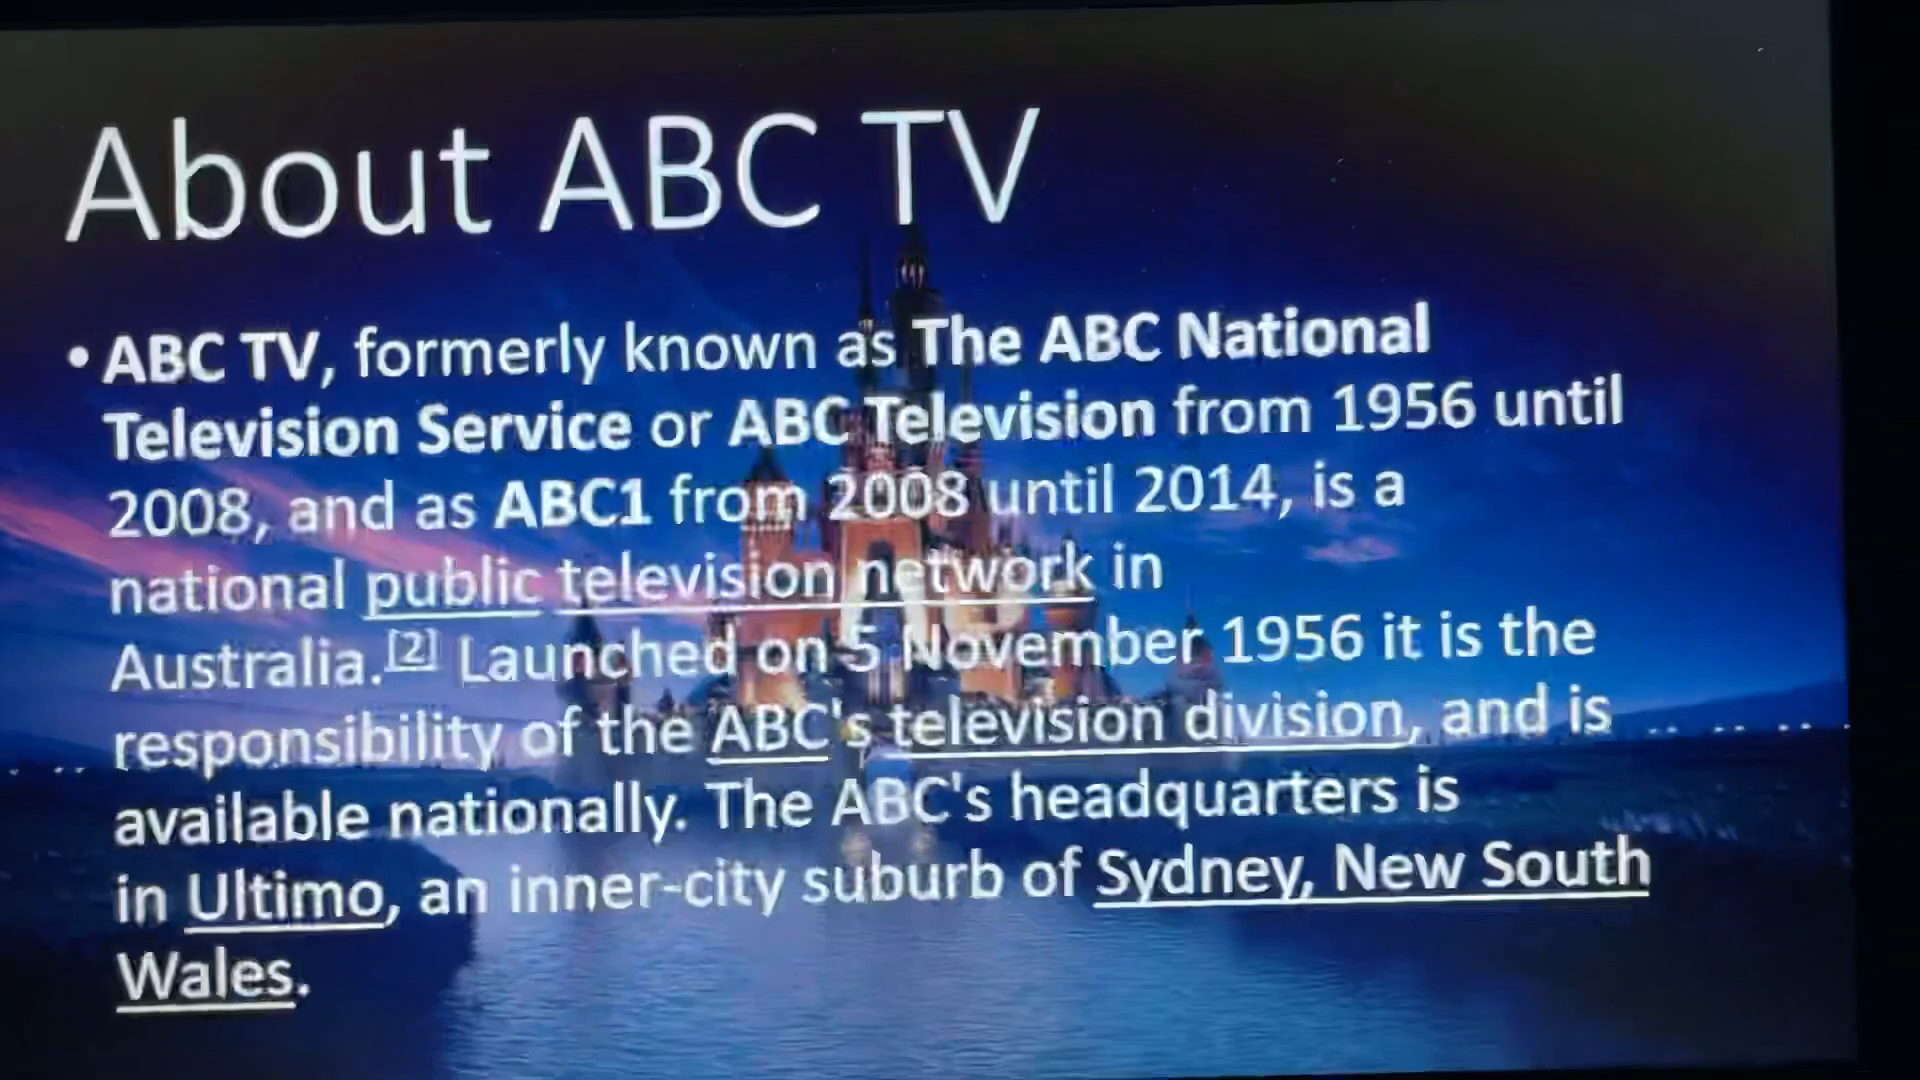 About ABC TV
• ABC TV, formerly known as The ABC National
Television Service or ABC Television from 1956 until
2008, and as ABC1 from 2008 until 2014, is a
national public television network in
Australia.[2] Launched on 5 November 1956 it is the
responsibility of the ABC's television division, and is
available nationally. The ABC's headquarters is
in Ultimo, an inner-city suburb of Sydney, New South
Wales.